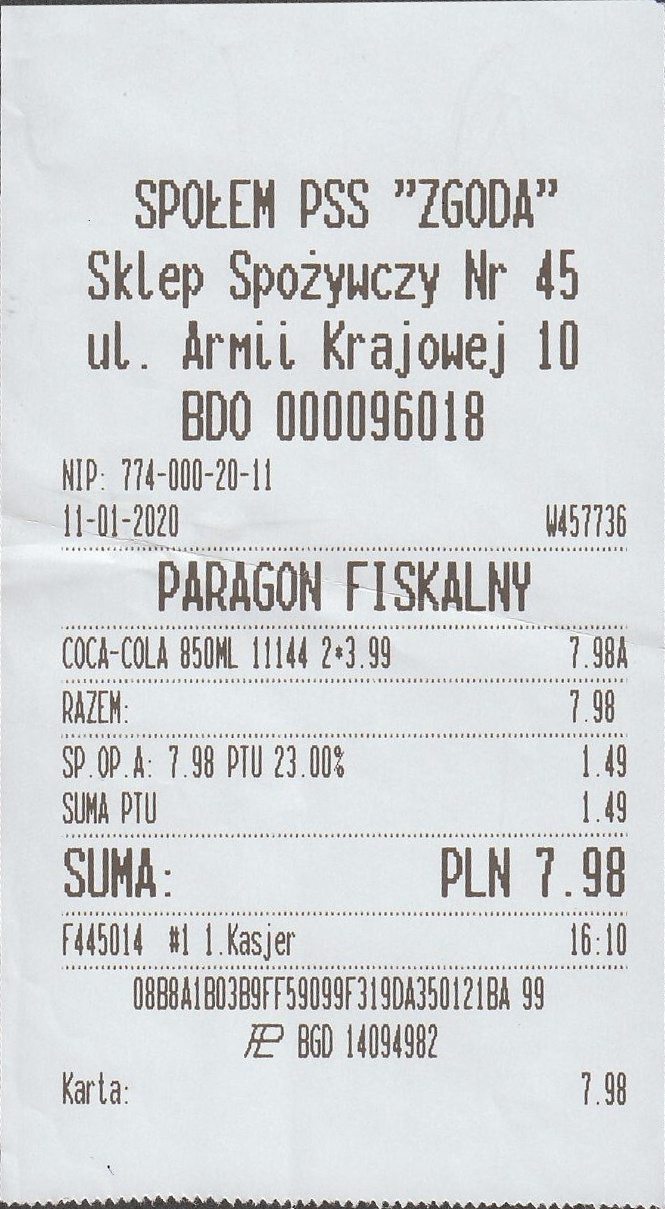 SPOŁEM PSS "ZGODA"
Sklep Spożywczy Nr 45
ul. Armii Krajowej 10
BDO 000096018
NIP: 774-000-20-11
11-01-2020 W457736
PARAGON FISKALNY
COCA-COLA 850ML 11144 2*3.99 7.98A
RAZEM: 7.98
SP.OP.A: 7.98 PTU 23.00% 1.49
SUMA PTU 1.49
SUMA: PLN 7.98
F445014 #1 1.Kasjer 16:10
08B8A1B03B9FF59099F319DA350121BA 99
BGD 14094982
Karta: 7.98